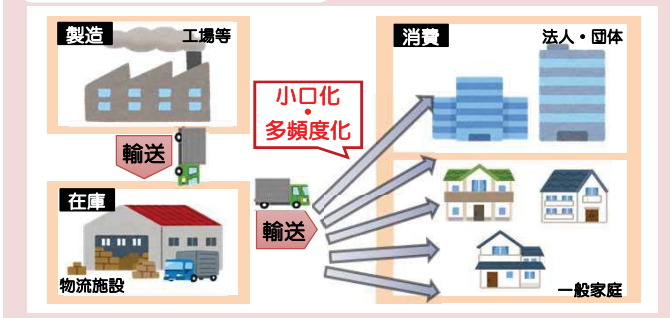 製造
工場等
輸送
在庫
物流施設
小口化
・
多頻度化
輸送
消費
法人・団体
一般家庭